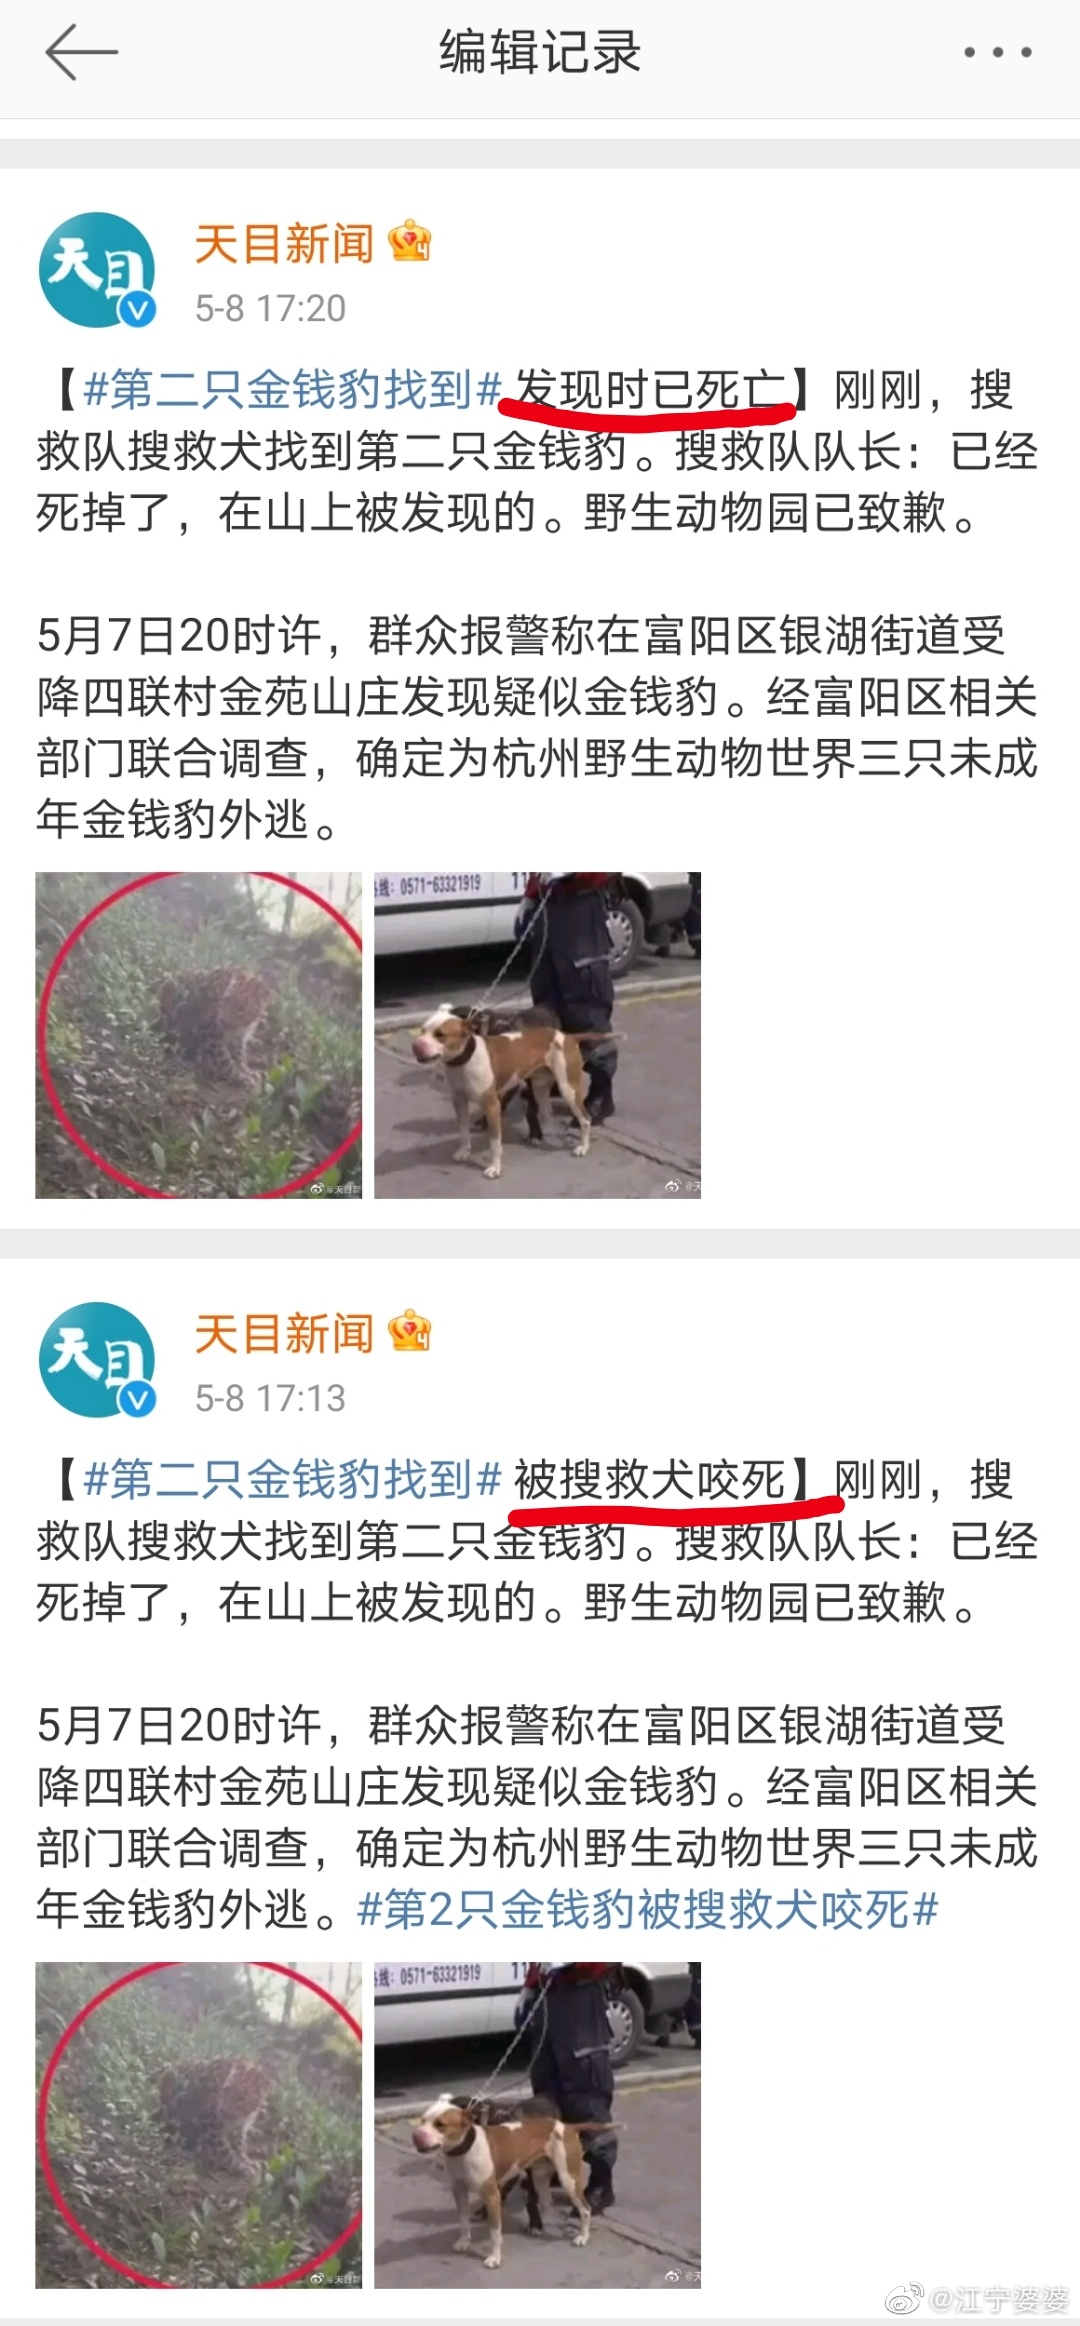 编辑记录
天目
天目新闻
5-8 17:20
【#第二只金钱豹找到# 发现时已死亡】刚刚，搜
救队搜救犬找到第二只金钱豹。搜救队队长：已经
死掉了，在山上被发现的。野生动物园已致歉。
5月7日20时许，群众报警称在富阳区银湖街道受
降四联村金苑山庄发现疑似金钱豹。经富阳区相关
部门联合调查，确定为杭州野生动物世界三只未成
年金钱豹外逃。
线：0571-63321919
天目
天目新闻
5-8 17:13
【#第二只金钱豹找到# 被搜救犬咬死】刚刚，搜
救队搜救犬找到第二只金钱豹。搜救队队长：已经
死掉了，在山上被发现的。野生动物园已致歉。
5月7日20时许，群众报警称在富阳区银湖街道受
降四联村金苑山庄发现疑似金钱豹。经富阳区相关
部门联合调查，确定为杭州野生动物世界三只未成
年金钱豹外逃。#第2只金钱豹被搜救犬咬死#
线：0571-63321919
@江宁婆婆